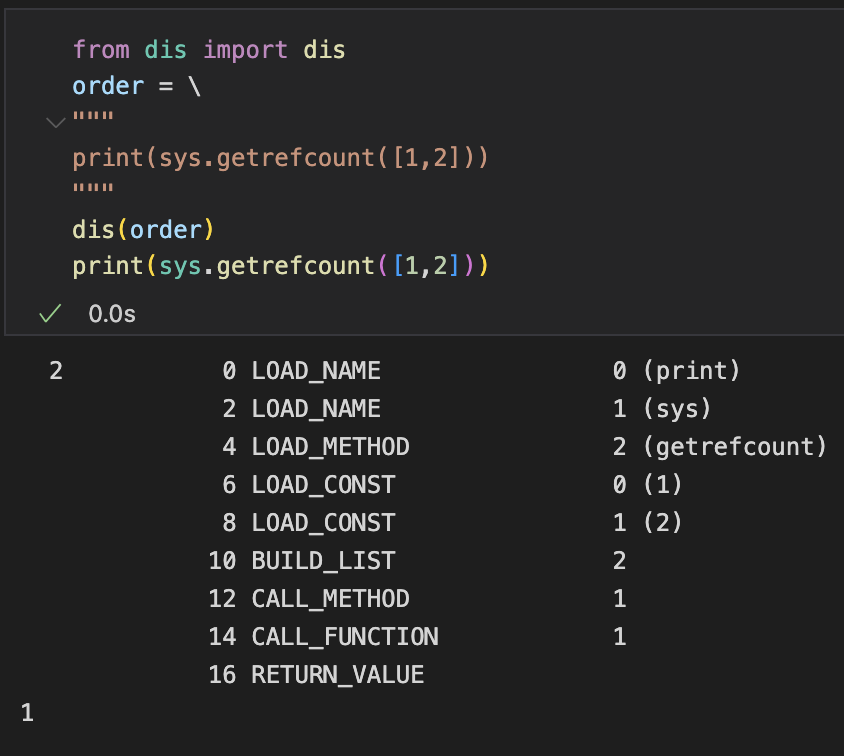 from dis import dis
order = \
"""
print(sys.getrefcount([1,2]))
"""
dis(order)
print(sys.getrefcount([1,2]))
0.0s
2 0 LOAD_NAME 0 (print)
2 LOAD_NAME 1 (sys)
4 LOAD_METHOD 2 (getrefcount)
6 LOAD_CONST 0 (1)
8 LOAD_CONST 1 (2)
10 BUILD_LIST 2
12 CALL_METHOD 1
14 CALL_FUNCTION 1
16 RETURN_VALUE
1